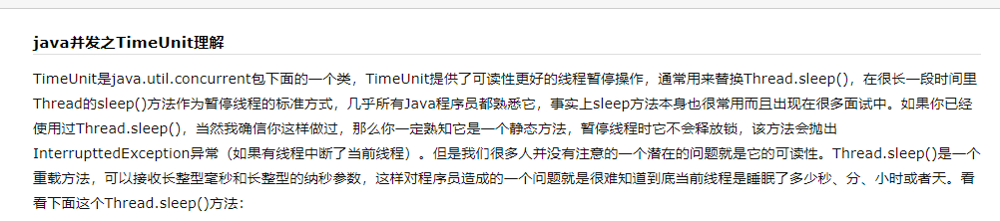 java并发之TimeUnit理解
TimeUnit是java.util.concurrent包下面的一个类，TimeUnit提供了可读性更好的线程暂停操作，通常用来替换Thread.sleep()，在很长一段时间里
Thread的sleep()方法作为暂停线程的标准方式，几乎所有Java程序员都熟悉它，事实上sleep方法本身也很常用而且出现在很多面试中。如果你已经
使用过Thread.sleep()，当然我确信你这样做过，那么你一定熟知它是一个静态方法，暂停线程时它不会释放锁，该方法会抛出
InterrupttedException异常（如果有线程中断了当前线程）。但是我们很多人并没有注意的一个潜在的问题就是它的可读性。Thread.sleep()是一个
重载方法，可以接收长整型毫秒和长整型的纳秒参数，这样对程序员造成的一个问题就是很难知道到底当前线程是睡眠了多少秒、分、小时或者天。看
看下面这个Thread.sleep()方法：